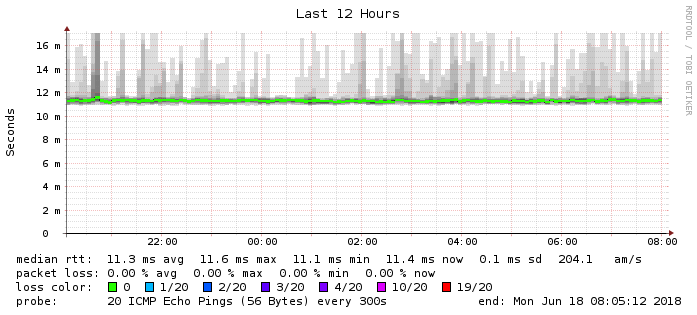 Last 12 Hours
RRDTOOL / TOBI OETIKER
Seconds
16 m
14 m
12 m
10 m
8 m
6 m
4 m
2 m
0
22:00 00:00 02:00 04:00 06:00 08:00
median rtt: 11.3 ms avg 11.6 ms max 11.1 ms min 11.4 ms now 0.1 ms sd 204.1 am/s
packet loss: 0.00 % avg 0.00 % max 0.00 % min 0.00 % now
loss color: 0 1/20 2/20 3/20 4/20 10/20 19/20
probe: 20 ICMP Echo Pings (56 Bytes) every 300s end: Mon Jun 18 08:05:12 2018